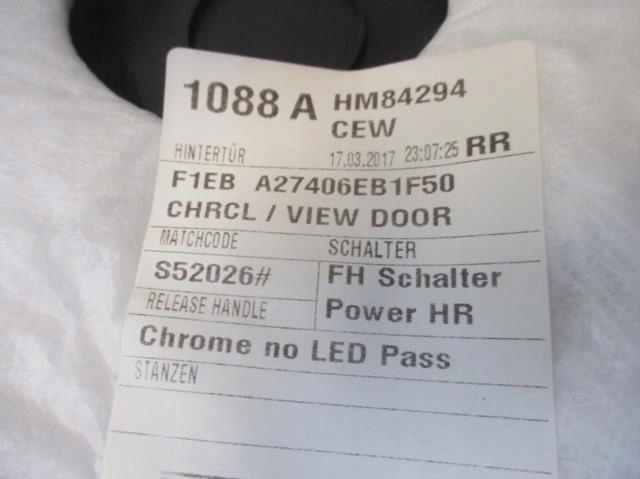 1088 A HM84294
CEW
HINTERTÜR 17.03.2017 23:07:25 RR
F1EB A27406EB1F50
CHRCL / VIEW DOOR
MATCHCODE SCHALTER
S52026# FH Schalter
RELEASE HANDLE Power HR
Chrome no LED Pass
STANZEN